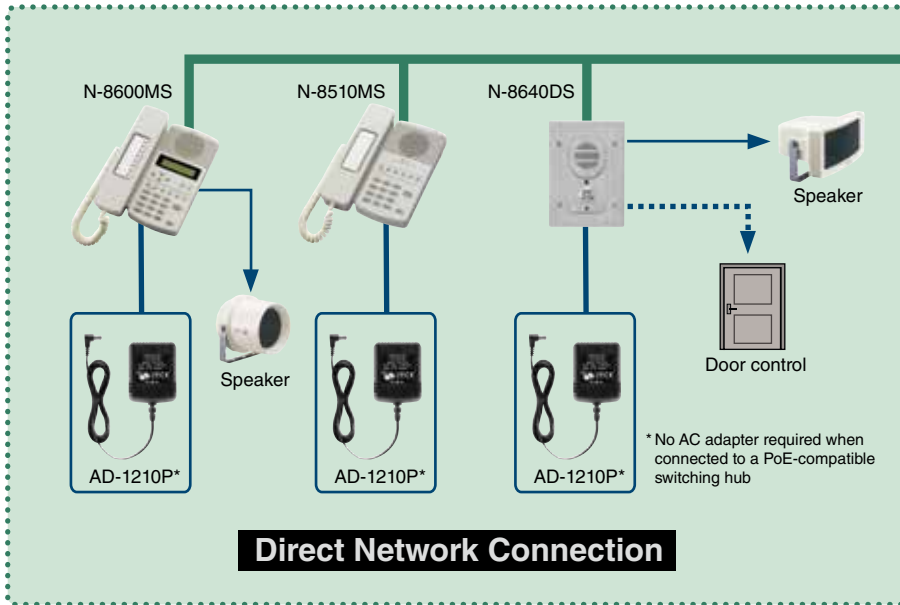 N-8600MS
N-8510MS
N-8640DS
Speaker
Speaker
Door control
AD-1210P*
AD-1210P*
AD-1210P*
* No AC adapter required when
connected to a PoE-compatible
switching hub
Direct Network Connection